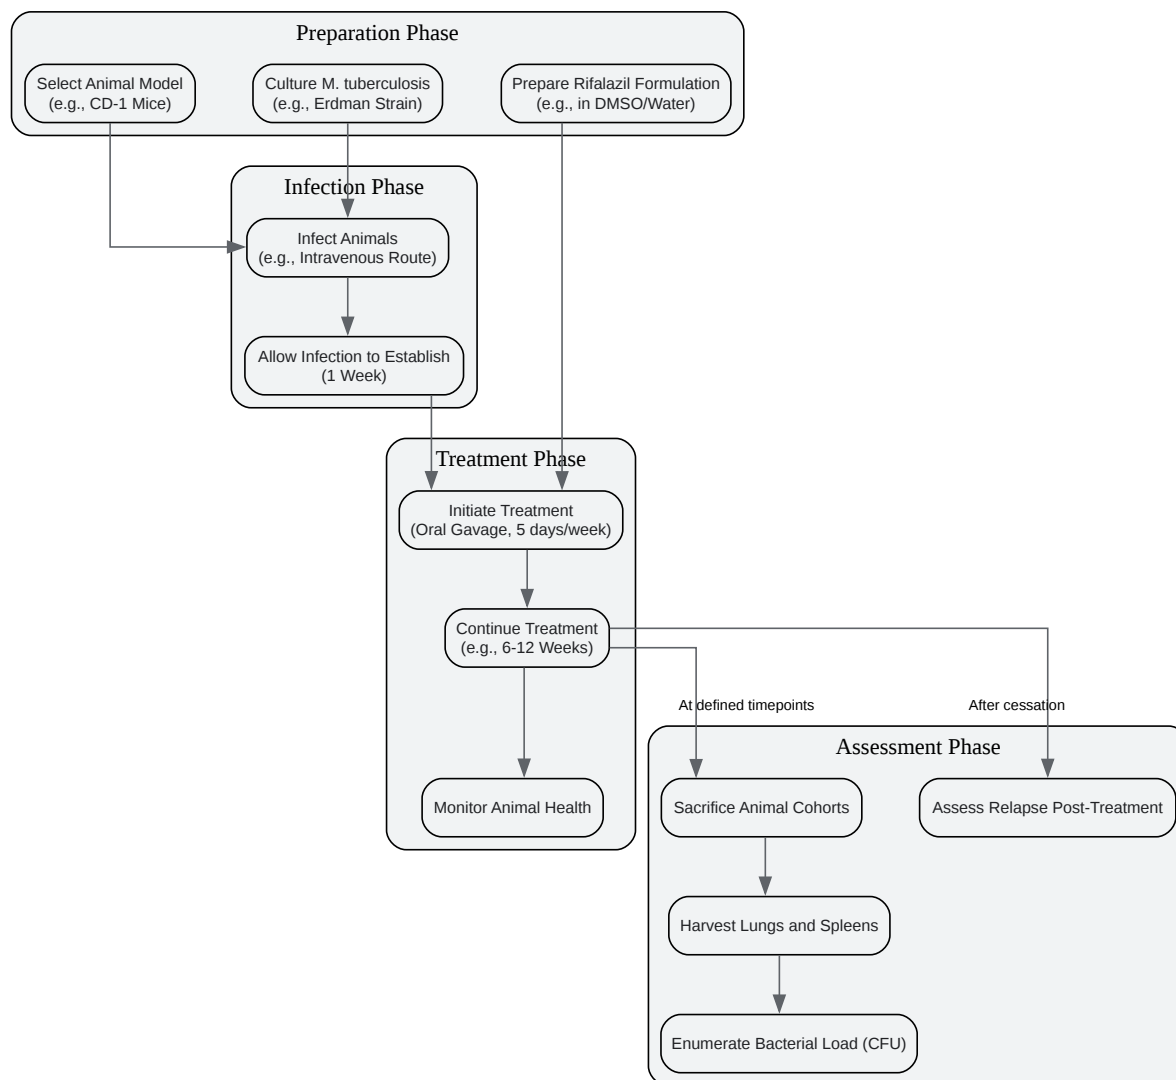 Preparation Phase
Select Animal Model
(e.g., CD-1 Mice)
Culture M. tuberculosis
(e.g., Erdman Strain)
Prepare Rifalazil Formulation
(e.g., in DMSO/Water)
Infection Phase
Infect Animals
(e.g., Intravenous Route)
Allow Infection to Establish
(1 Week)
Treatment Phase
Initiate Treatment
(Oral Gavage, 5 days/week)
Continue Treatment
(e.g., 6-12 Weeks)
At defined timepoints
After cessation
Monitor Animal Health
Assessment Phase
Sacrifice Animal Cohorts
Assess Relapse Post-Treatment
Harvest Lungs and Spleens
Enumerate Bacterial Load (CFU)